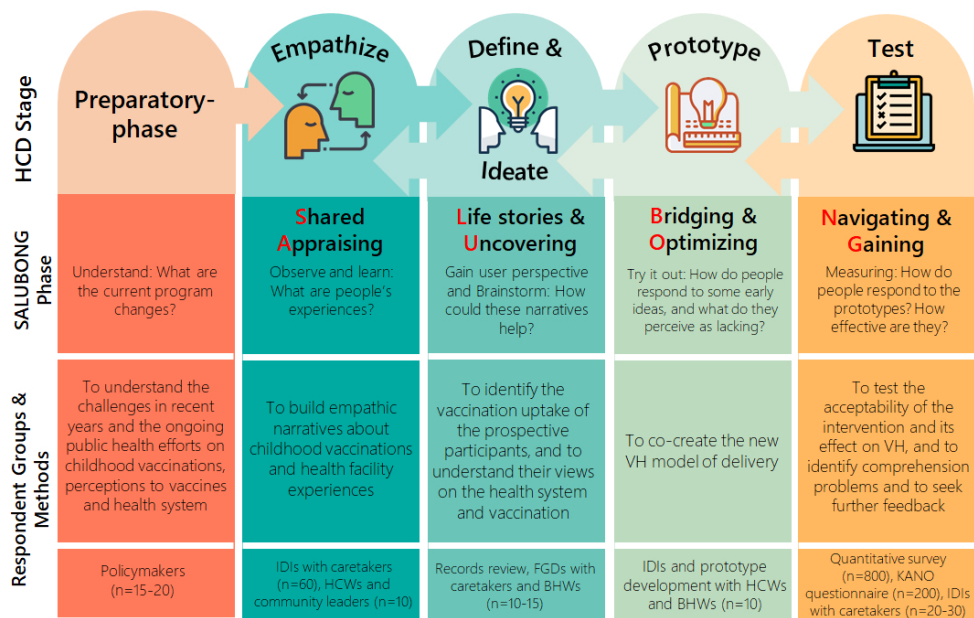 HCD Stage
Preparatory-
phase
Empathize
Define &
Ideate
Prototype
Test
SALUBONG
Phase
Understand: What are
the current program
changes?
Shared
Appraising
Observe and learn:
What are people's
experiences?
Life stories &
Uncovering
Gain user perspective
and Brainstorm: How
could these narratives
help?
Bridging &
Optimizing
Try it out: How do people
respond to some early
ideas, and what do they
perceive as lacking?
Navigating &
Gaining
Measuring: How do
people respond to the
prototypes? How
effective are they?
Respondent Groups &
Methods
To understand the
challenges in recent
years and the ongoing
public health efforts on
childhood vaccinations,
perceptions to vaccines
and health system
To build empathic
narratives about
childhood vaccinations
and health facility
experiences
To identify the
vaccination uptake of
the prospective
participants, and to
understand their views
on the health system
and vaccination
To co-create the new
VH model of delivery
To test the
acceptability of the
intervention and its
effect on VH, and to
identify comprehension
problems and to seek
further feedback
Policymakers
(n=15-20)
IDIs with caretakers
(n=60), HCWs and
community leaders (n=10)
Records review, FGDs with
caretakers and BHWs
(n=10-15)
IDIs and prototype
development with HCWs
and BHWs (n=10)
Quantitative survey
(n=800), KANO
questionnaire (n=200), IDIs
with caretakers (n=20-30)